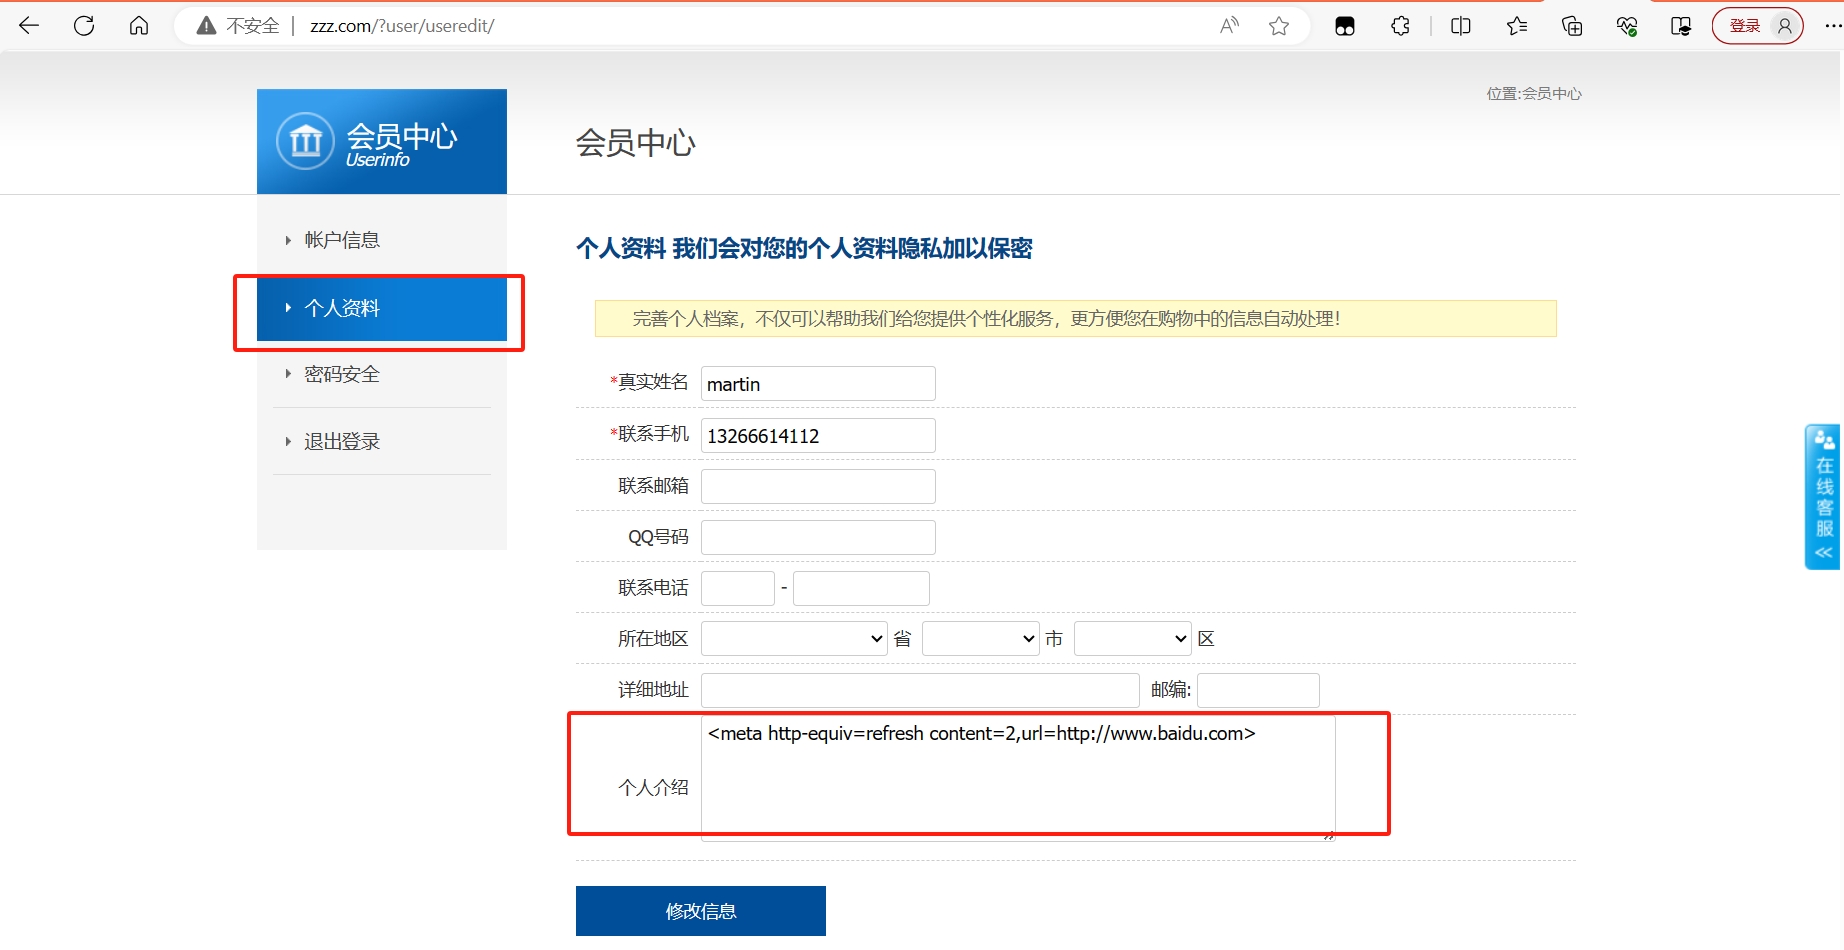 不安全 zzz.com/?user/useredit/ 登录
位置:会员中心
会员中心
Userinfo
会员中心
帐户信息
个人资料
密码安全
退出登录
个人资料 我们会对您的个人资料隐私加以保密
完善个人档案，不仅可以帮助我们给您提供个性化服务，更方便您在购物中的信息自动处理！
*真实姓名 martin
*联系手机 13266614112
联系邮箱
QQ号码
联系电话 -
所在地区 省 市 区
详细地址 邮编:
个人介绍 <meta http-equiv=refresh content=2,url=http://www.baidu.com>
修改信息
在线客服